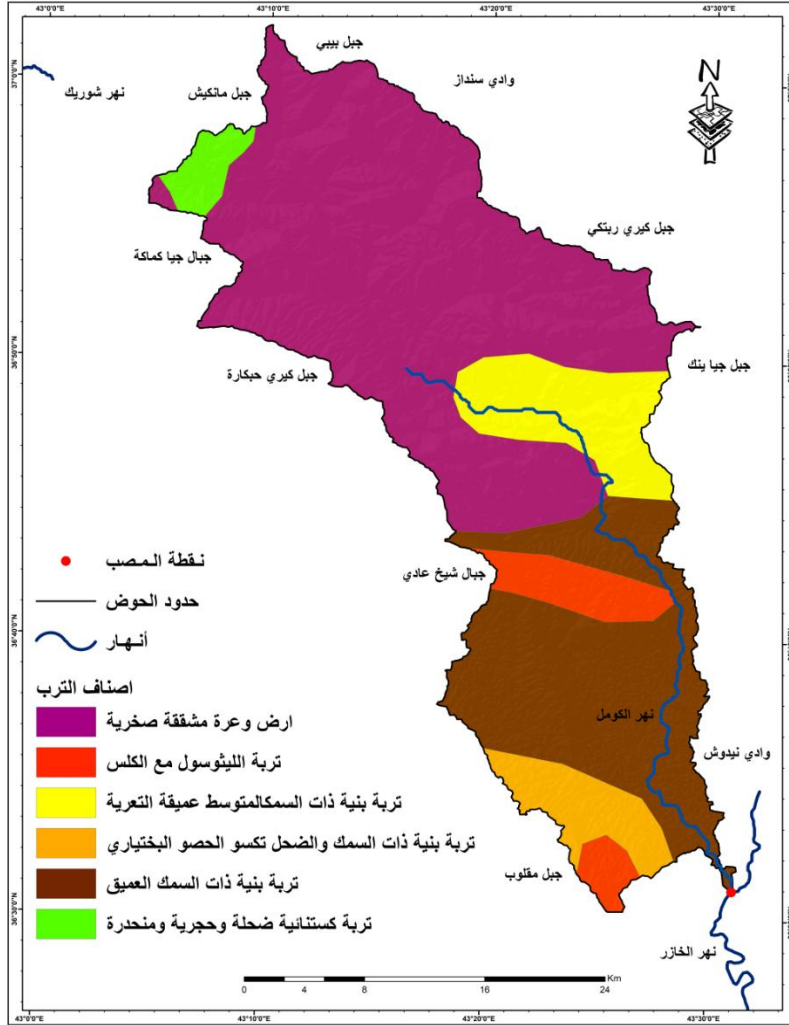 43°0'0"E 43°10'0"E 43°20'0"E 43°30'0"E
37°0'0"N
36°50'0"N
36°40'0"N
36°30'0"N
N
جبل بيبي
وادي سنداز
جبل مانكيش
نهر شوريك
جبل كيري ربتكي
جبال جيا كماكة
جبل جيا ينك
جبل كيري حبكارة
جبال شيخ عادي
نهر الكومل
وادي نيدوش
جبل مقلوب
نهر الخازر
نقطة المصب
حدود الحوض
أنهار
اصناف الترب
ارض وعرة مشققة صخرية
تربة الليثوسول مع الكلس
تربة بنية ذات السمكالمتوسط عميقة التعرية
تربة بنية ذات السمك والضحل تكسو الحصو البختياري
تربة بنية ذات السمك العميق
تربة كستنائية ضحلة وحجرية ومنحدرة
Km
0 4 8 16 24
43°0'0"E 43°10'0"E 43°20'0"E 43°30'0"E